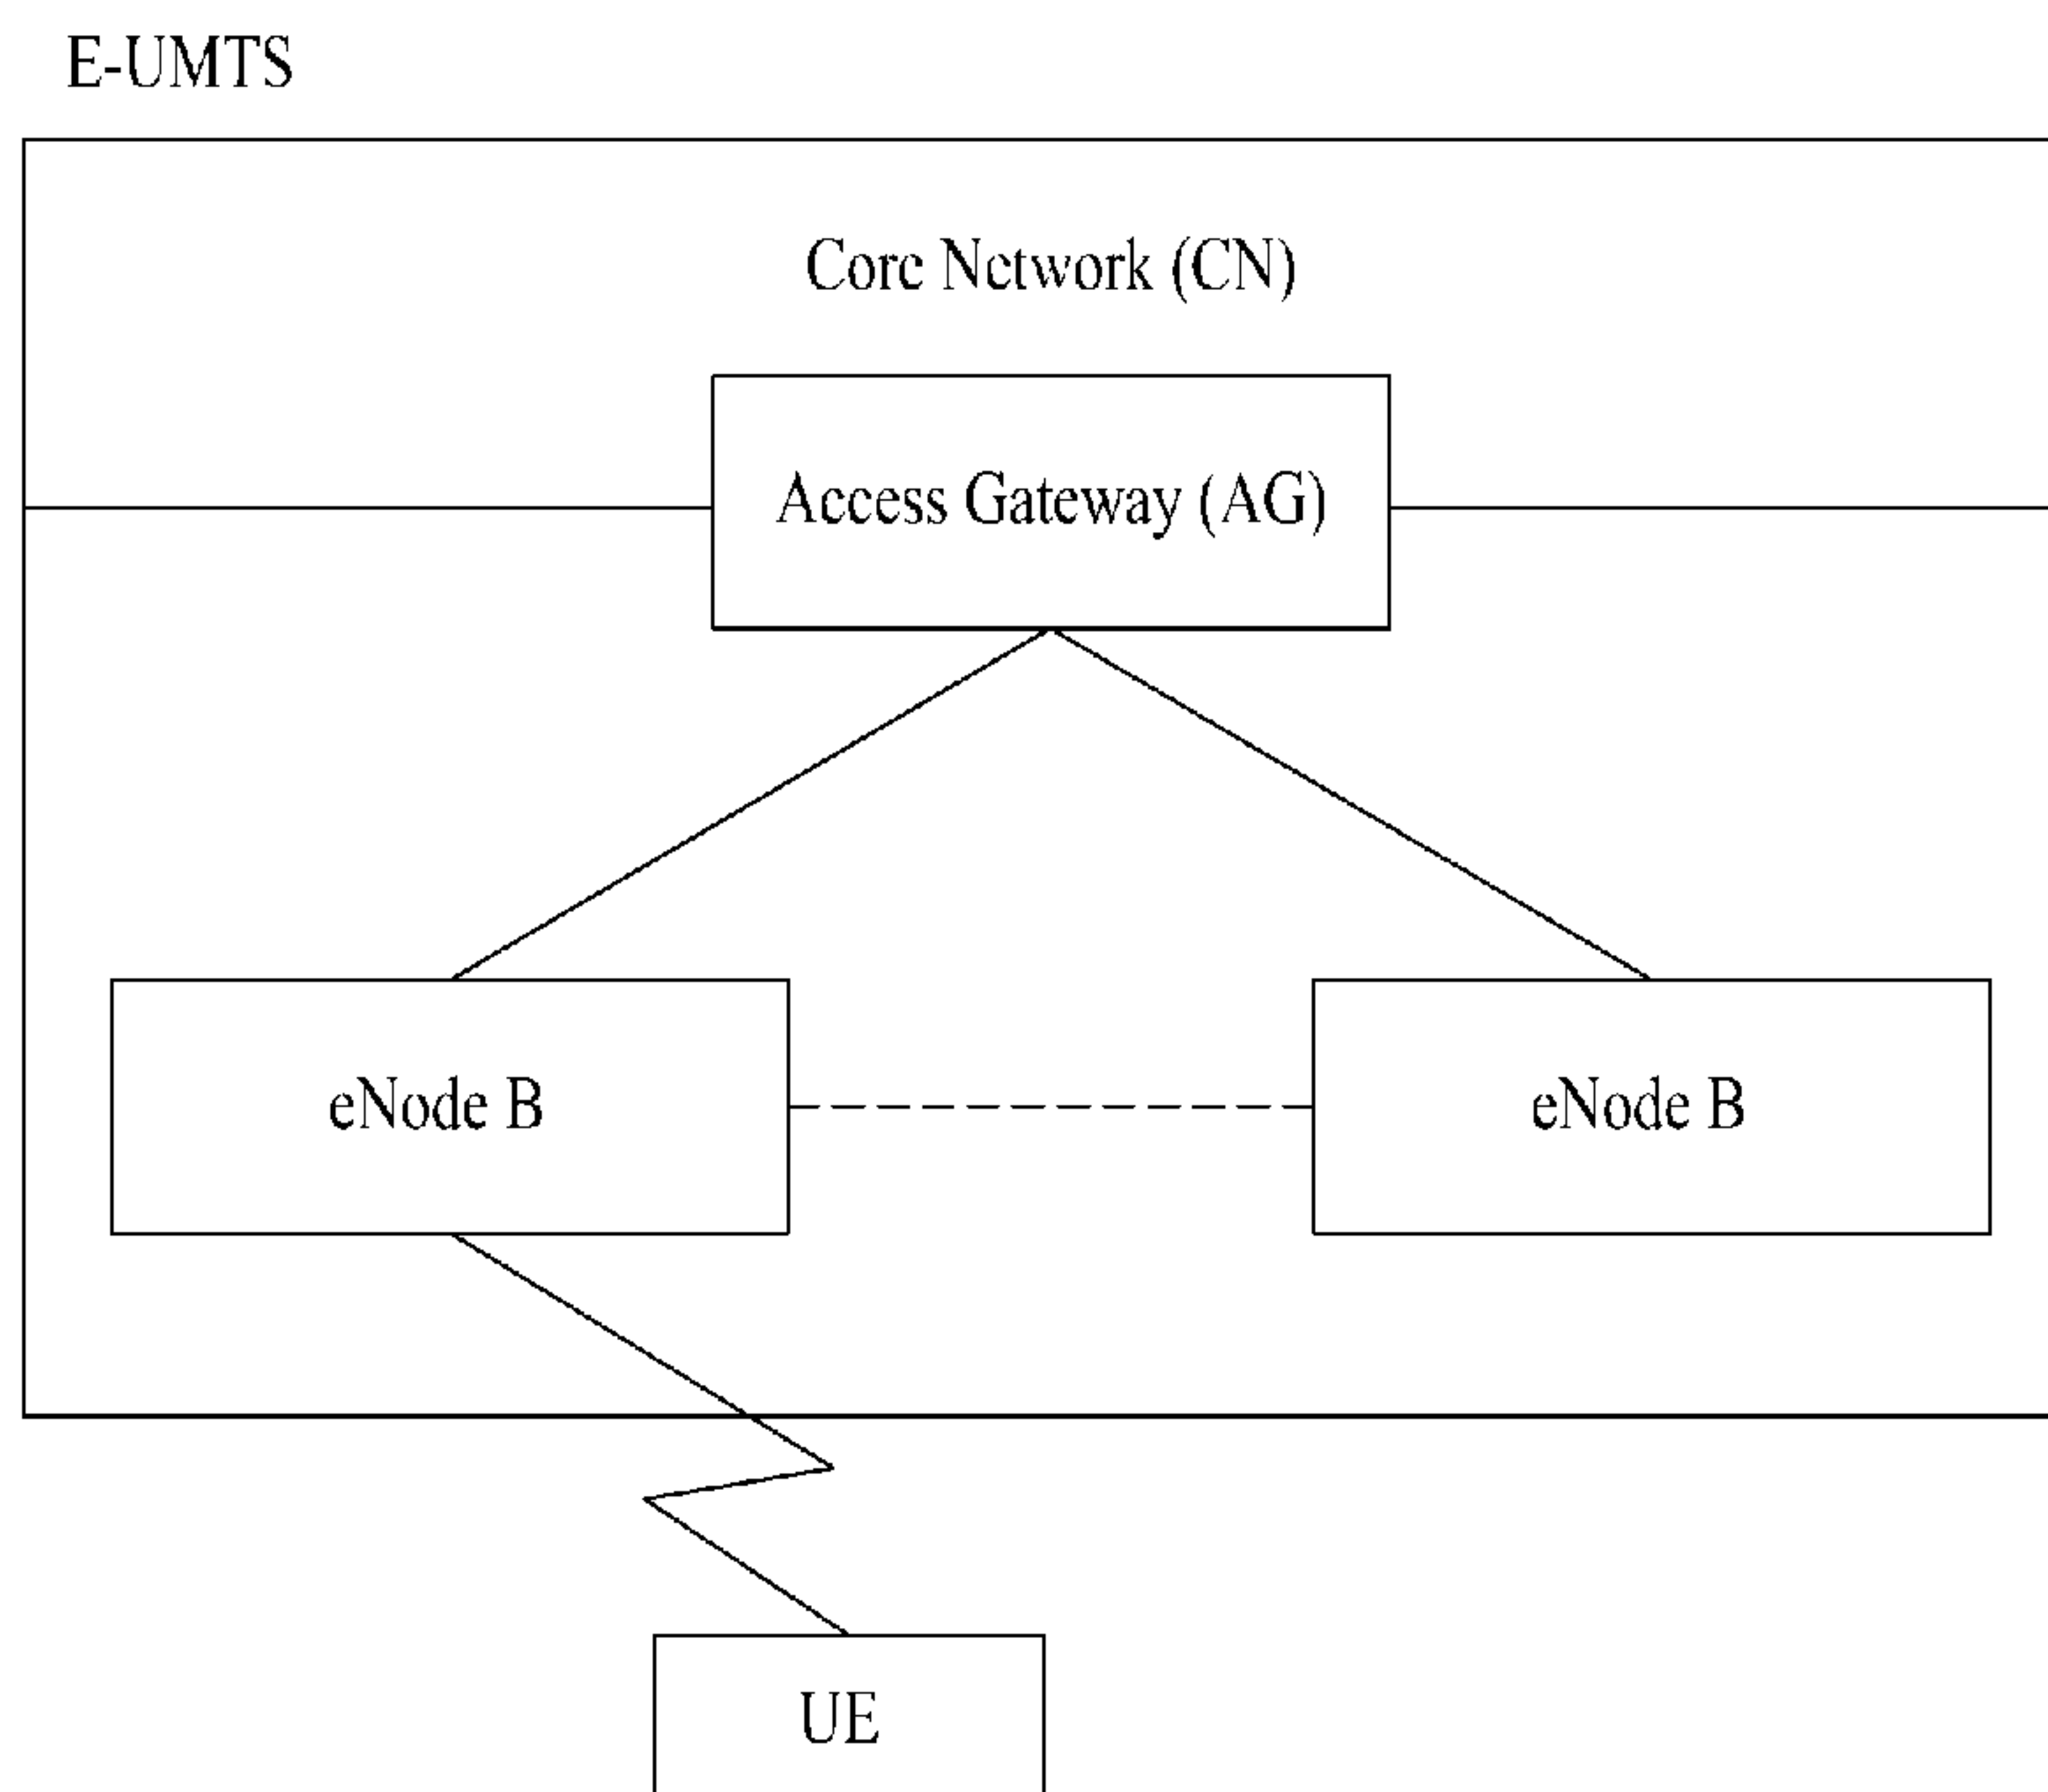 E-UMTS
Core Network (CN)
Access Gateway (AG)
eNode B
eNode B
UE